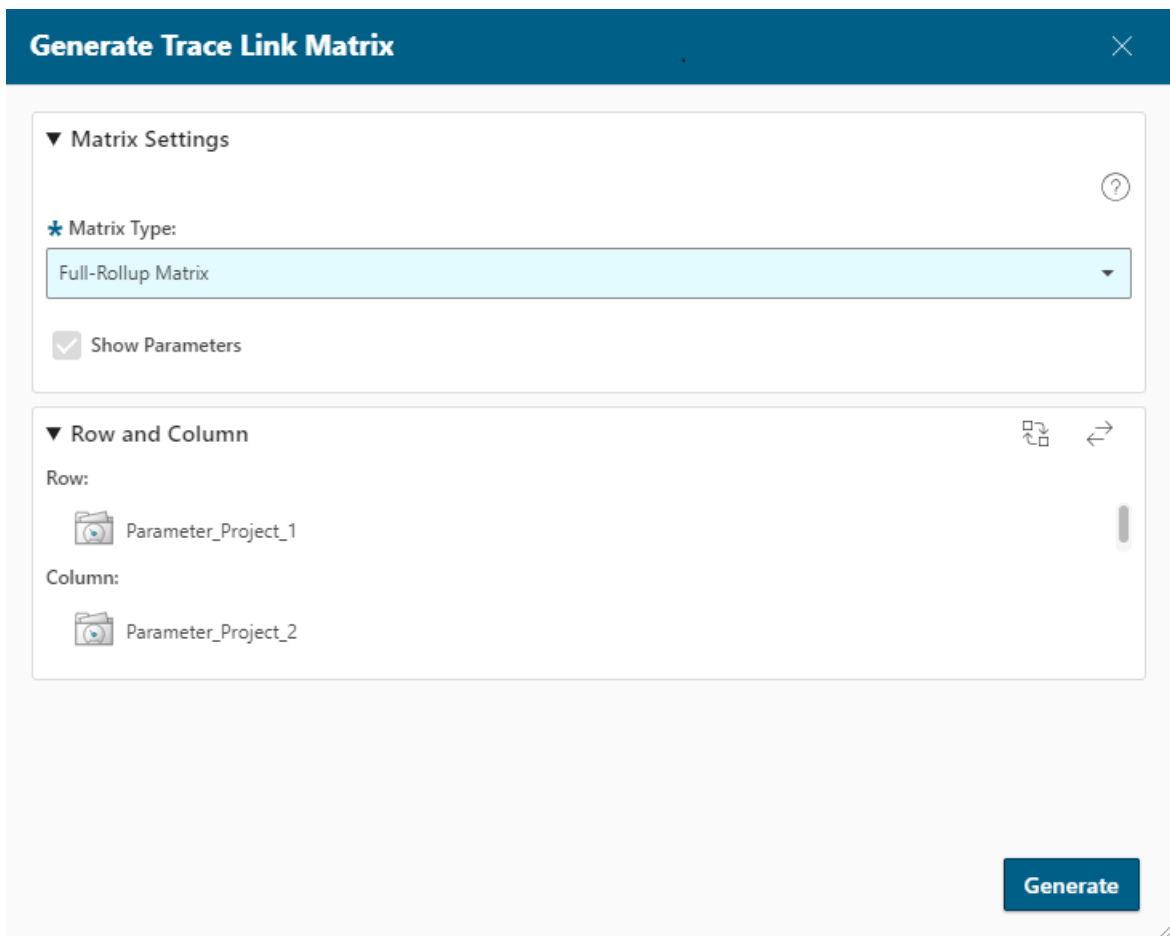 Generate Trace Link Matrix
Matrix Settings
* Matrix Type:
Full-Rollup Matrix
Show Parameters
Row and Column
Row:
Parameter_Project_1
Column:
Parameter_Project_2
Generate